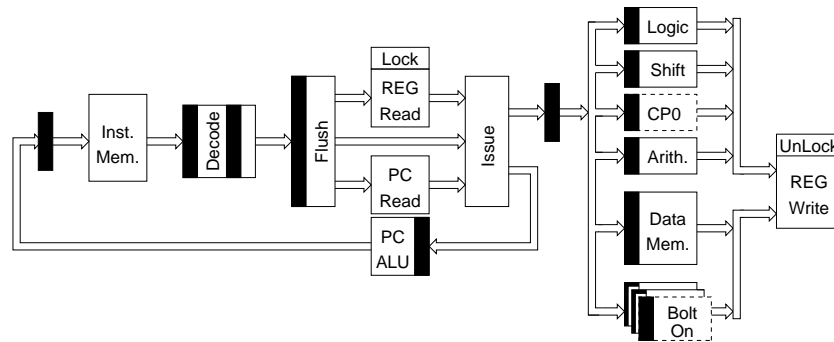 Inst.
Mem.
Decode
Flush
Lock
REG
Read
PC
Read
PC
ALU
Issue
Logic
Shift
CP0
Arith.
Data
Mem.
Bolt
On
UnLock
REG
Write